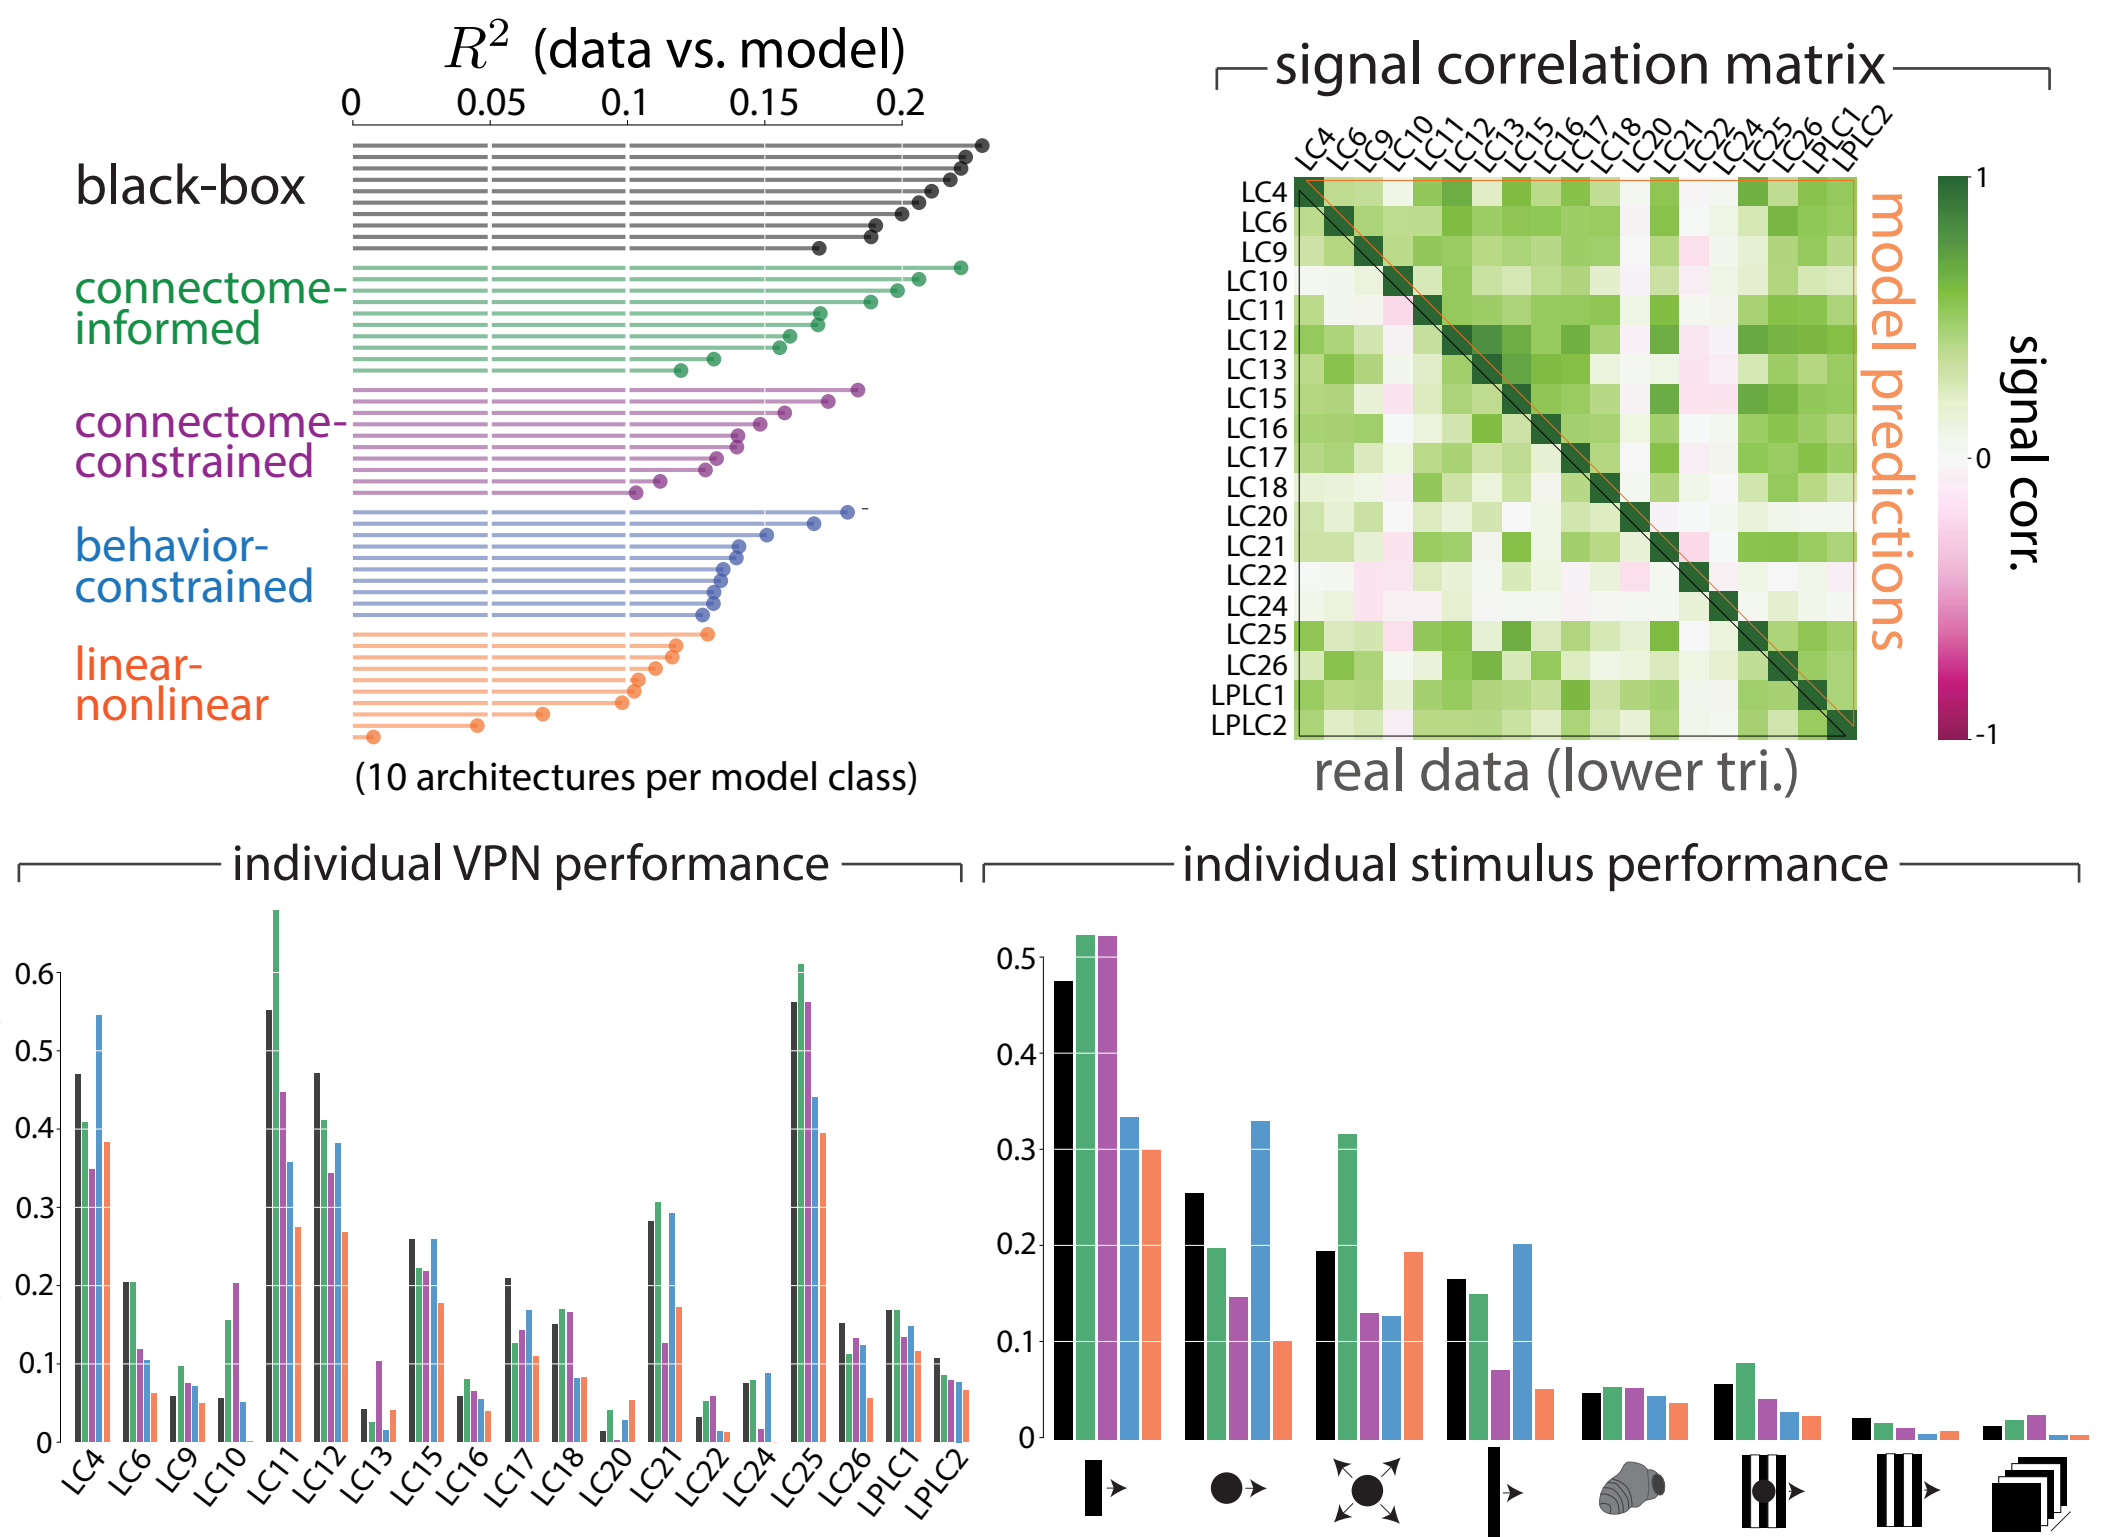 R² (data vs. model)
0 0.05 0.1 0.15 0.2
black-box
connectome-
informed
connectome-
constrained
behavior-
constrained
linear-
nonlinear
(10 architectures per model class)
signal correlation matrix
LC4 LC6 LC9 LC10 LC11 LC12 LC13 LC15 LC16 LC17 LC18 LC20 LC21 LC22 LC24 LC25 LC26 LPLC1 LPLC2
LC4
LC6
LC9
LC10
LC11
LC12
LC13
LC15
LC16
LC17
LC18
LC20
LC21
LC22
LC24
LC25
LC26
LPLC1
LPLC2
model predictions
1
0
-1
signal corr.
real data (lower tri.)
individual VPN performance
0.6
0.5
0.4
0.3
0.2
0.1
0
LC4 LC6 LC9 LC10 LC11 LC12 LC13 LC15 LC16 LC17 LC18 LC20 LC21 LC22 LC24 LC25 LC26 LPLC1 LPLC2
individual stimulus performance
0.5
0.4
0.3
0.2
0.1
0